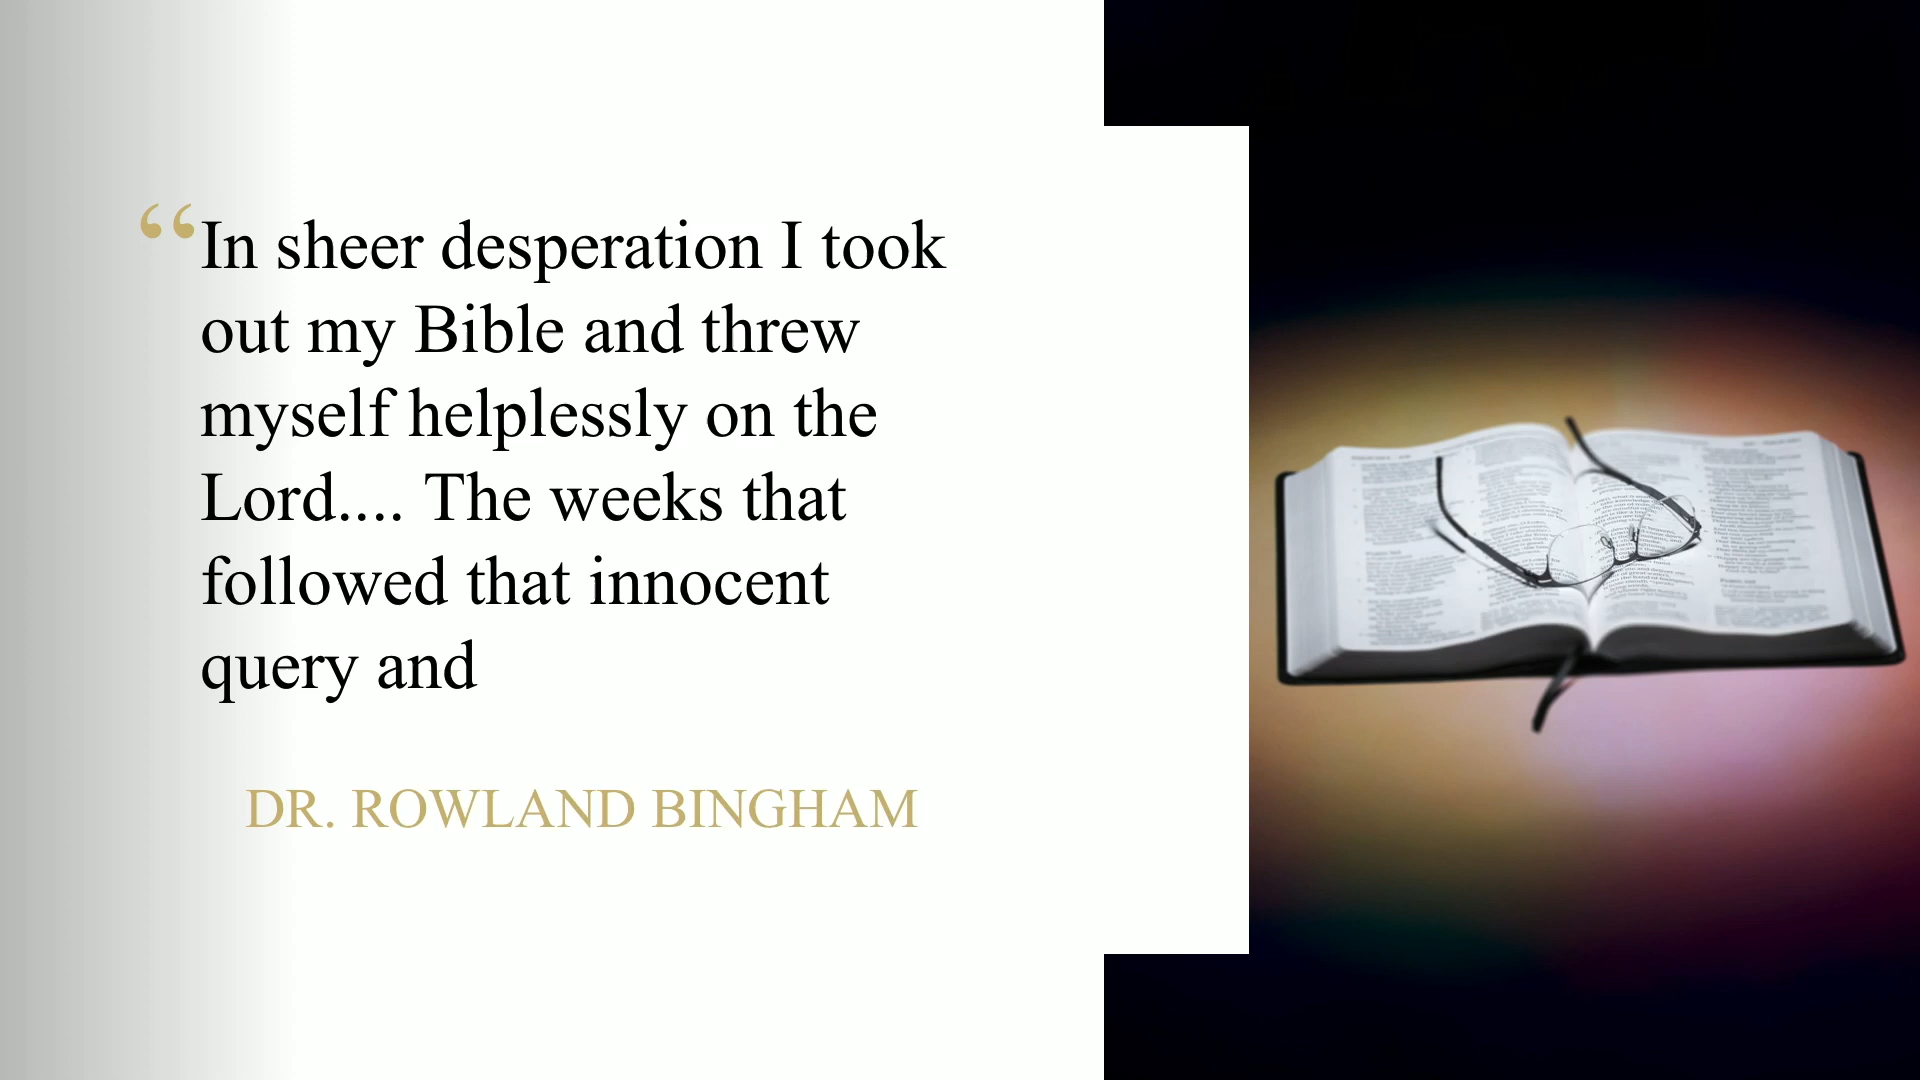 “In sheer desperation I took
out my Bible and threw
myself helplessly on the
Lord.... The weeks that
followed that innocent
query and
DR. ROWLAND BINGHAM